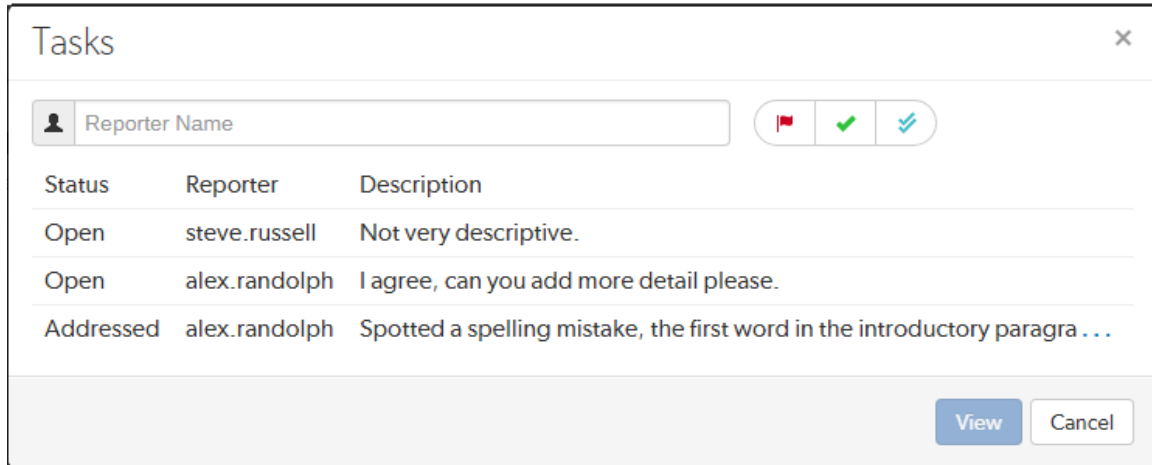 Tasks ×
Reporter Name
Status Reporter Description
Open steve.russell Not very descriptive.
Open alex.randolph I agree, can you add more detail please.
Addressed alex.randolph Spotted a spelling mistake, the first word in the introductory paragra ...
View Cancel